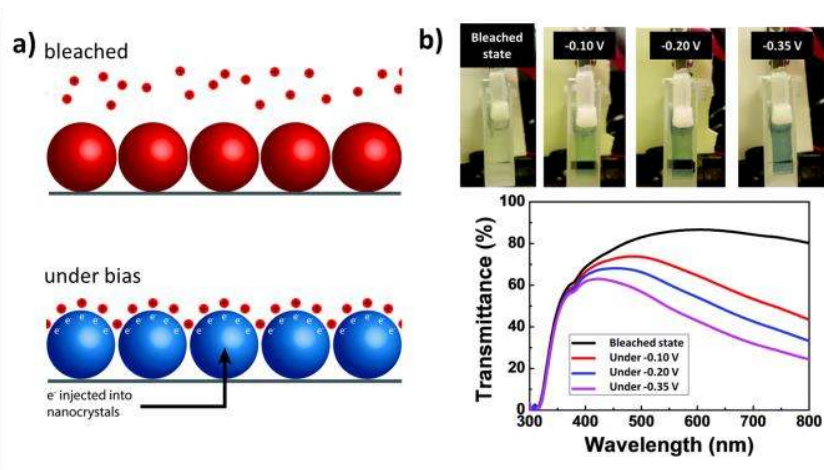 a)
bleached
under bias
e⁻ e⁻ e⁻ e⁻
e⁻ injected into
nanocrystals
b)
Bleached
state
-0.10 V
-0.20 V
-0.35 V
Transmittance (%)
100
80
60
40
20
0
Bleached state
Under -0.10 V
Under -0.20 V
Under -0.35 V
300 400 500 600 700 800
Wavelength (nm)